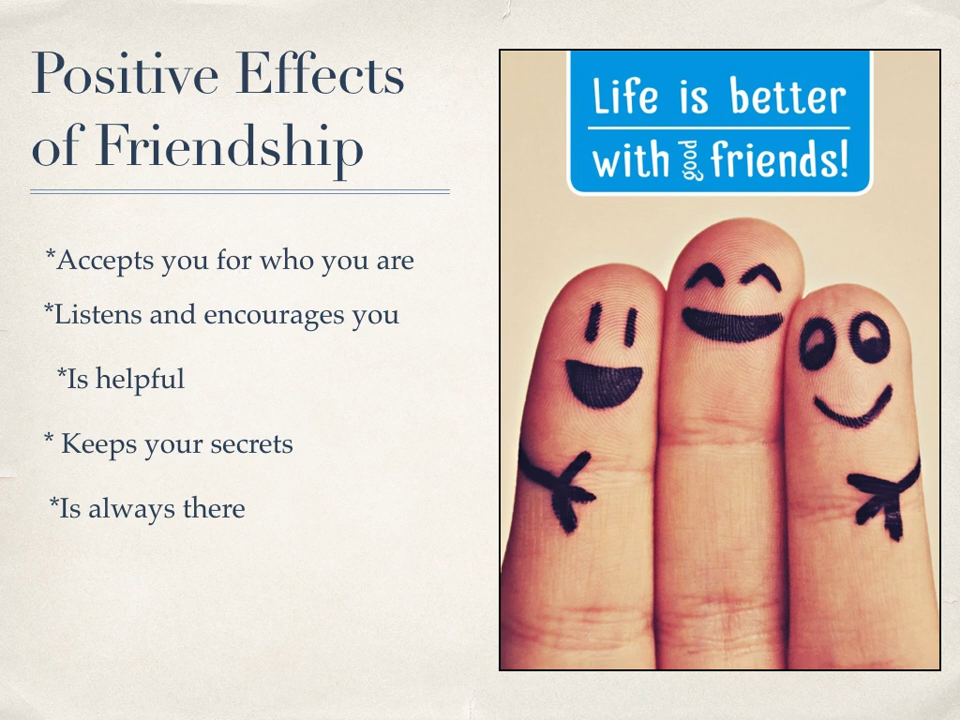 Positive Effects
of Friendship
*Accepts you for who you are
*Listens and encourages you
*Is helpful
* Keeps your secrets
*Is always there
Life is better
with good friends!